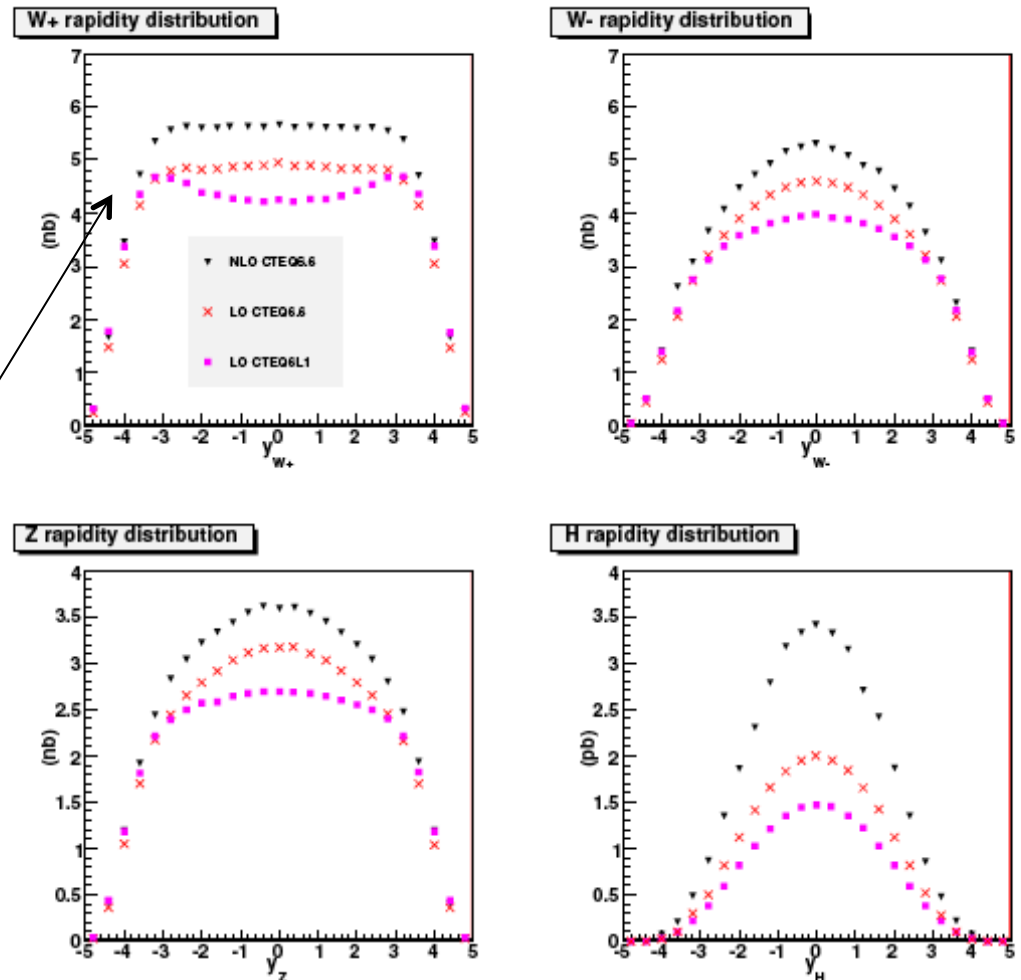 W+ rapidity distribution
7
6
5
4
3
2
1
0
(nb)
NLO CTEQ6.6
LO CTEQ6.6
LO CTEQ6L1
-5 -4 -3 -2 -1 0 1 2 3 4 5
y W+
W- rapidity distribution
7
6
5
4
3
2
1
0
(nb)
-5 -4 -3 -2 -1 0 1 2 3 4 5
y W-
Z rapidity distribution
4
3.5
3
2.5
2
1.5
1
0.5
0
(nb)
-5 -4 -3 -2 -1 0 1 2 3 4 5
y Z
H rapidity distribution
4
3.5
3
2.5
2
1.5
1
0.5
0
(pb)
-5 -4 -3 -2 -1 0 1 2 3 4 5
y H